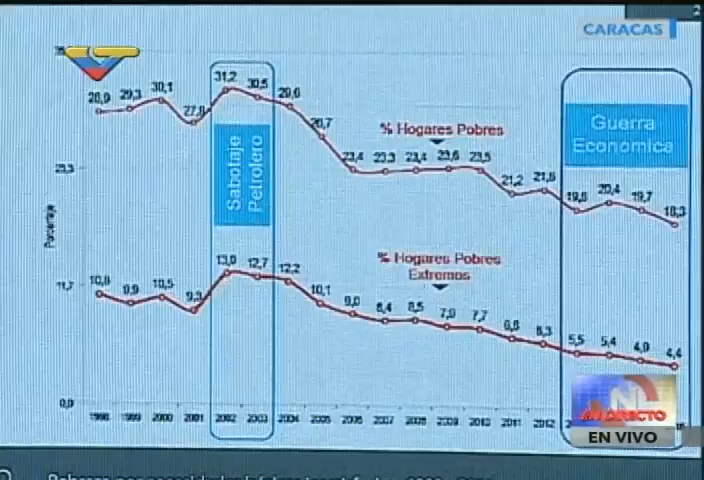 CARACAS
35
28,9 29,3 30,1 27,8 31,2 30,5 29,6 26,7 23,4 23,3 23,4 23,6 23,5 21,2 21,6 19,6 20,4 19,7 18,3
% Hogares Pobres
Guerra
Economica
Sabotaje
Petrolero
23,3
Porcentaje
% Hogares Pobres
Extremos
11,7
10,8 9,9 10,5 9,3 13,0 12,7 12,2 10,1 9,0 8,4 8,5 7,9 7,7 6,8 6,3 5,5 5,4 4,9 4,4
0,0
1998 1999 2000 2001 2002 2003 2004 2005 2006 2007 2008 2009 2010 2011 2012
EN DIRECTO
EN VIVO